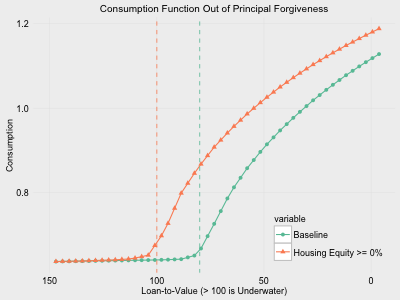 Consumption Function Out of Principal Forgiveness
1.2
1.0
0.8
Consumption
variable
Baseline
Housing Equity >= 0%
150
100
50
0
Loan-to-Value (> 100 is Underwater)